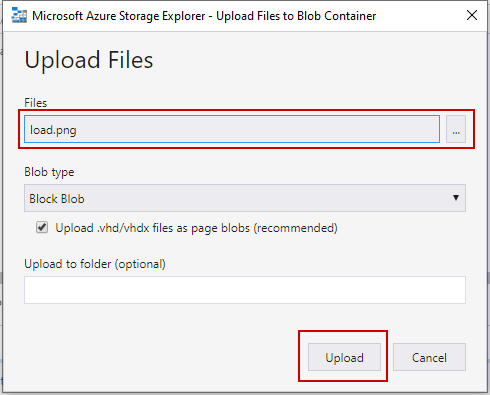 Microsoft Azure Storage Explorer - Upload Files to Blob Container
Upload Files
Files
load.png
...
Blob type
Block Blob
Upload .vhd/vhdx files as page blobs (recommended)
Upload to folder (optional)
Upload
Cancel